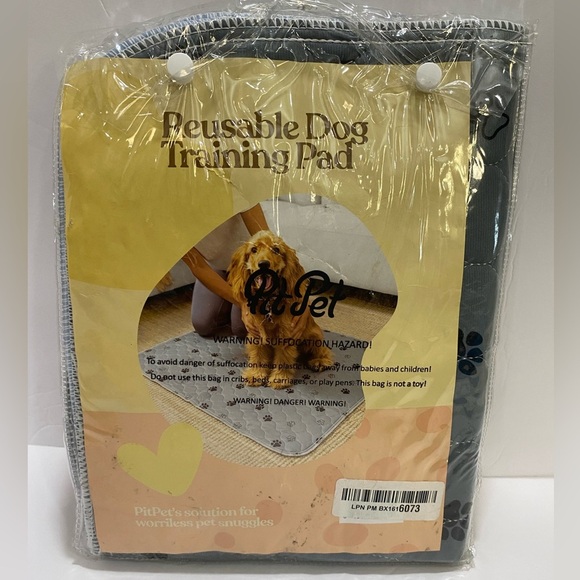 Reusable Dog
Training Pad
Pit Pet
WARNING! SUFFOCATION HAZARD!
To avoid danger of suffocation keep plastic bag away from babies and children!
Do not use this bag in cribs, beds, carriages, or play pens. This bag is not a toy!
WARNING! DANGER! WARNING!
PitPet's solution for
worriless pet snuggles
LPN PM BX1616073